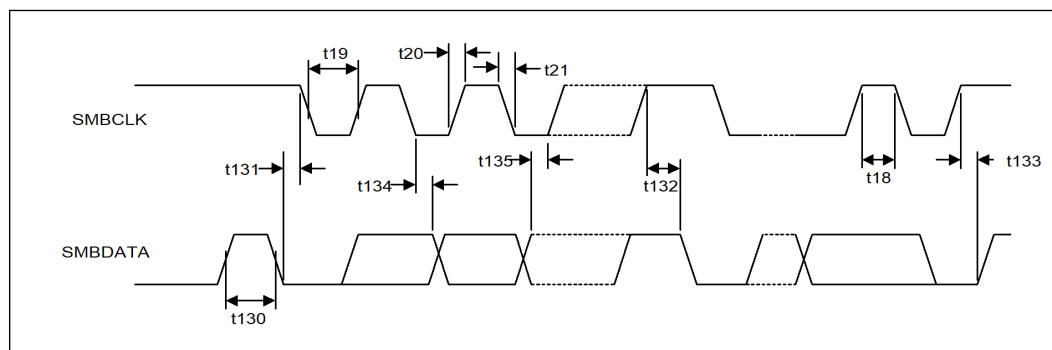 t19
t20
t21
SMBCLK
t131
t134
t135
t132
t18
t133
SMBDATA
t130